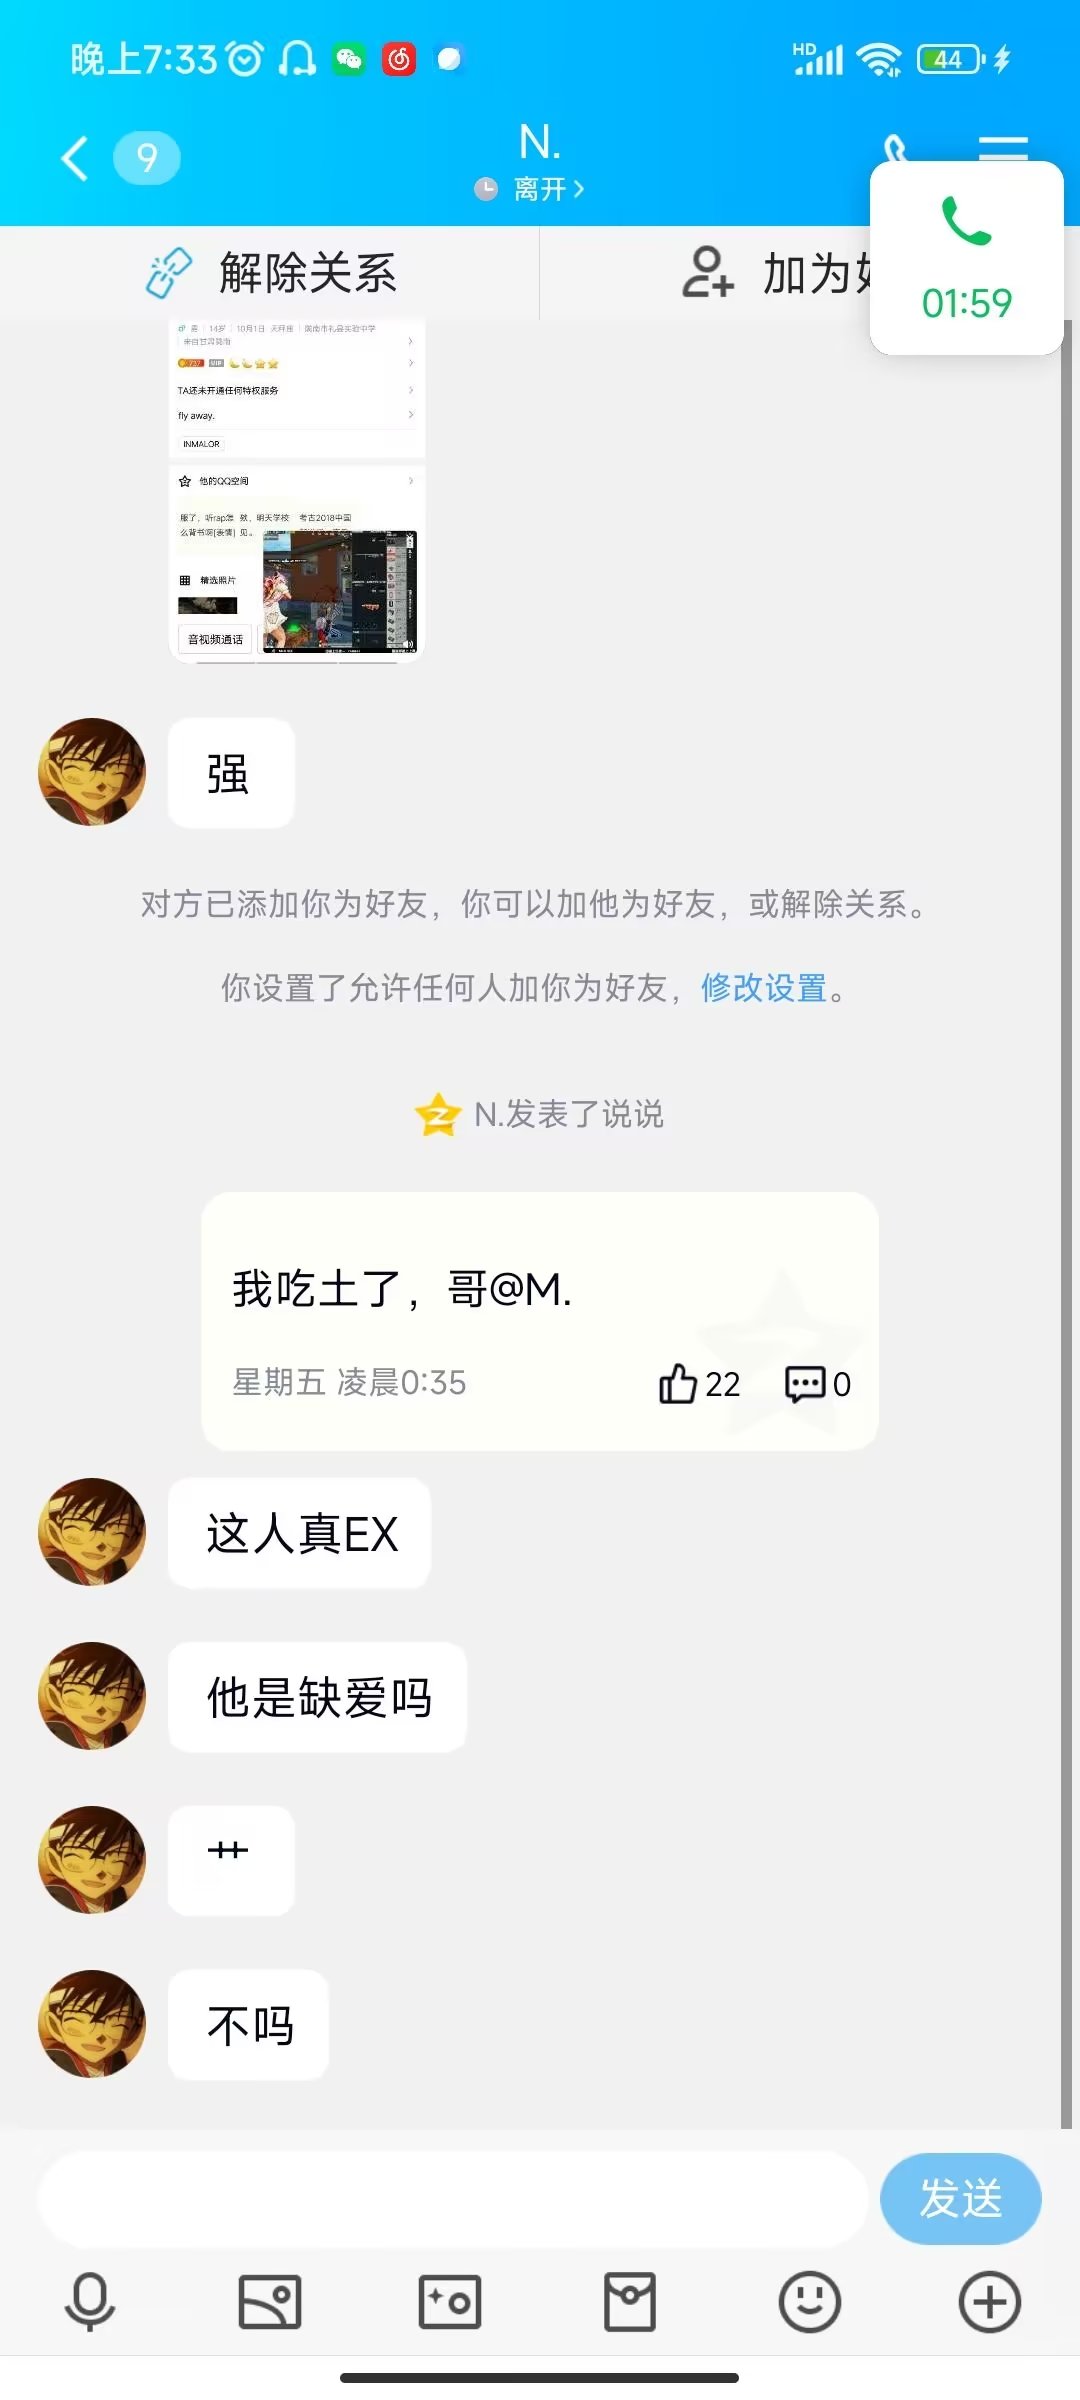 晚上7:33
HD
44
9
N.
离开
解除关系
加为
01:59
男 | 14岁 | 10月1日 天秤座 | 陇南市礼县实验中学
来自甘肃陇南
VIP
TA还未开通任何特权服务
fly away.
INMALOR
他的QQ空间
服了，听rap怎
么背书啊[表情]
熬，明天学校
见。
考古2018中国
精选照片
音视频通话
强
对方已添加你为好友，你可以加他为好友，或解除关系。
你设置了允许任何人加你为好友，修改设置。
N.发表了说说
我吃土了，哥@M.
星期五 凌晨0:35
22
0
这人真EX
他是缺爱吗
艹
不吗
发送